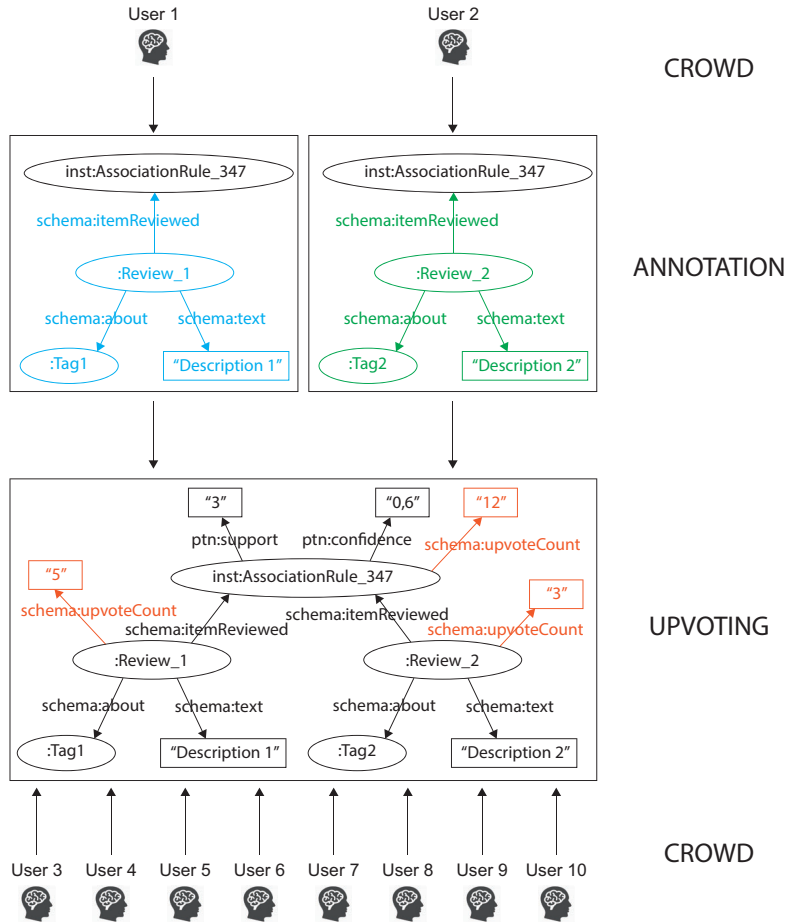 User 1
User 2
CROWD
inst:AssociationRule_347
inst:AssociationRule_347
schema:itemReviewed
schema:itemReviewed
:Review_1
:Review_2
ANNOTATION
schema:about
schema:text
schema:about
schema:text
:Tag1
“Description 1”
:Tag2
“Description 2”
“3”
“0,6”
“12”
ptn:support
ptn:confidence
schema:upvoteCount
“5”
inst:AssociationRule_347
“3”
schema:upvoteCount
schema:itemReviewed
schema:itemReviewed
schema:upvoteCount
UPVOTING
:Review_1
:Review_2
schema:about
schema:text
schema:about
schema:text
:Tag1
“Description 1”
:Tag2
“Description 2”
CROWD
User 3
User 4
User 5
User 6
User 7
User 8
User 9
User 10